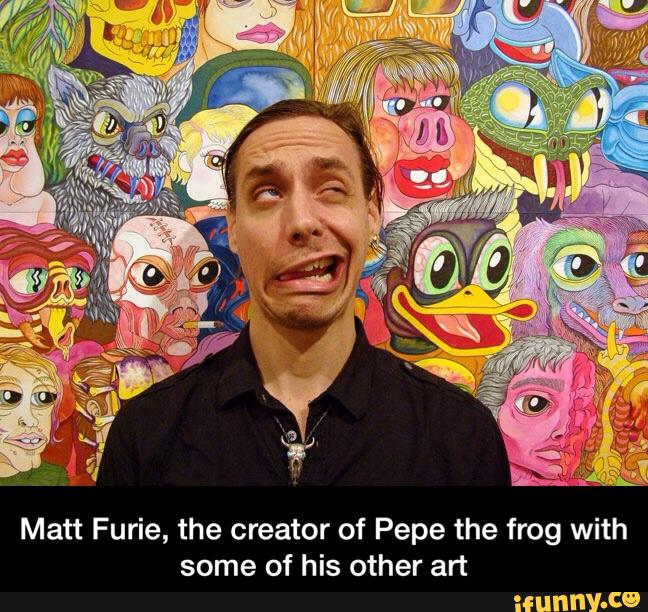 Matt Furie, the creator of Pepe the frog with
some of his other art
ifunny.co